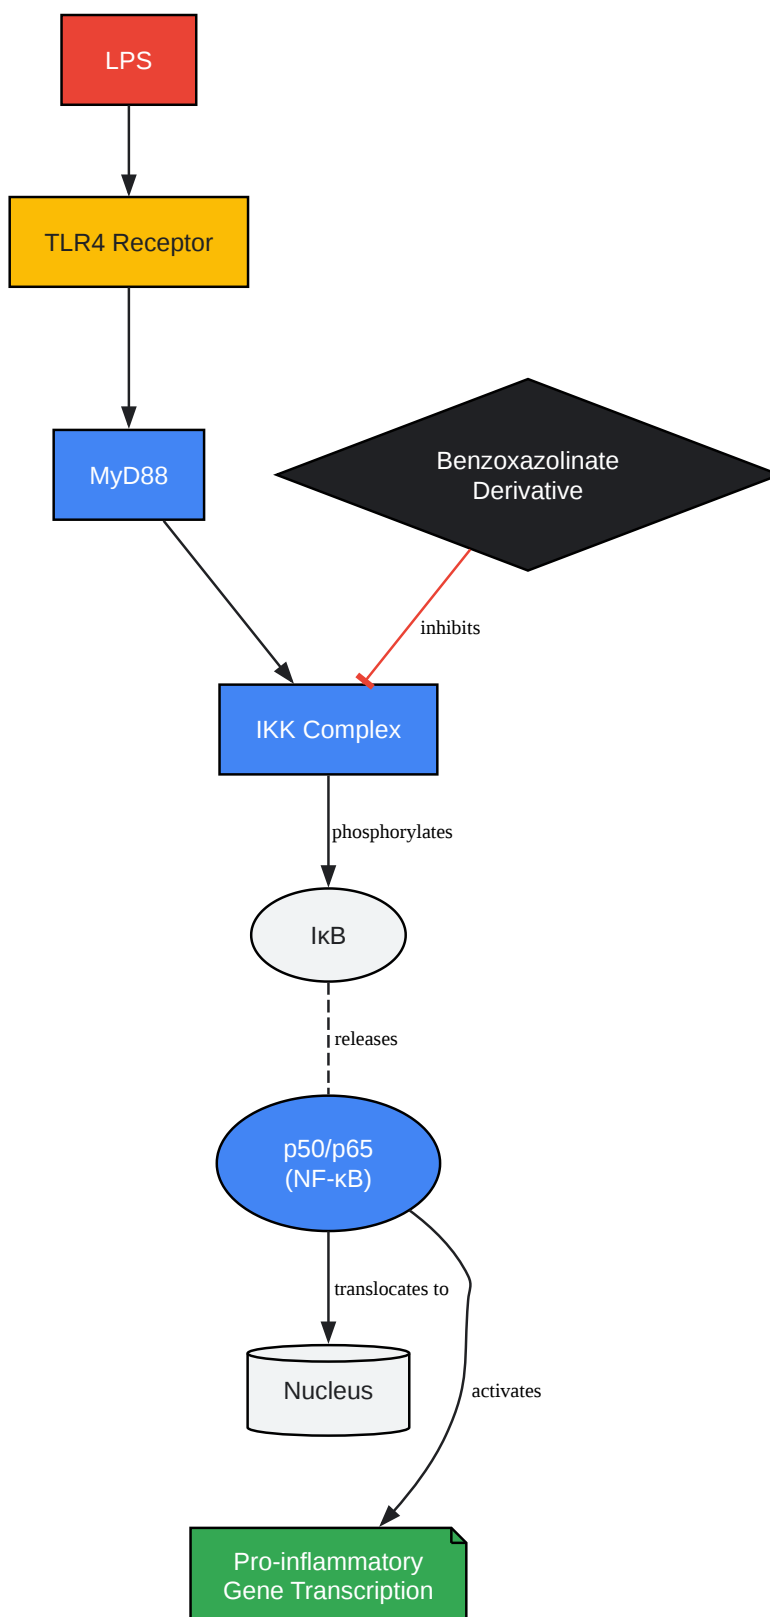 LPS
TLR4 Receptor
MyD88
Benzoxazolinate
Derivative
inhibits
IKK Complex
phosphorylates
IκB
releases
p50/p65
(NF-κB)
translocates to
Nucleus
activates
Pro-inflammatory
Gene Transcription